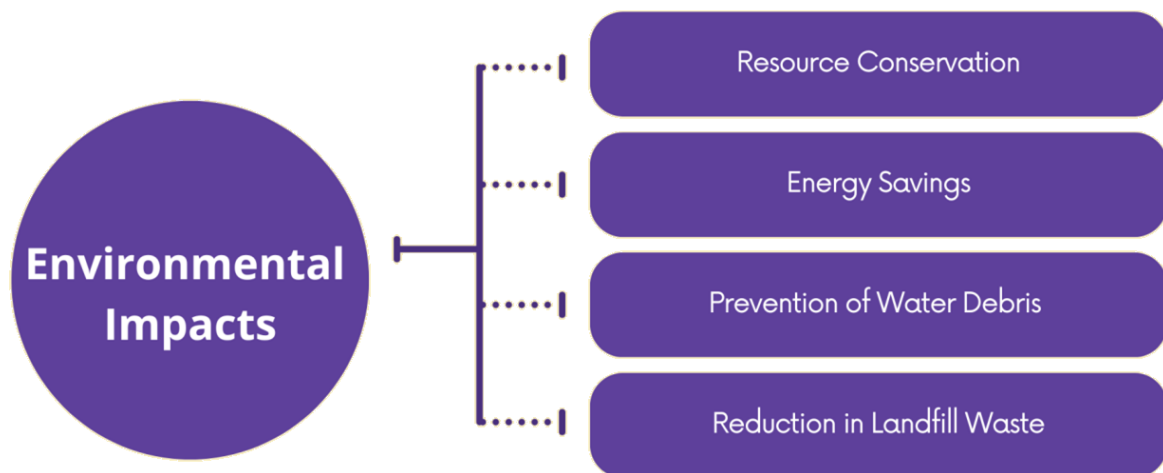 Environmental
Impacts
Resource Conservation
Energy Savings
Prevention of Water Debris
Reduction in Landfill Waste